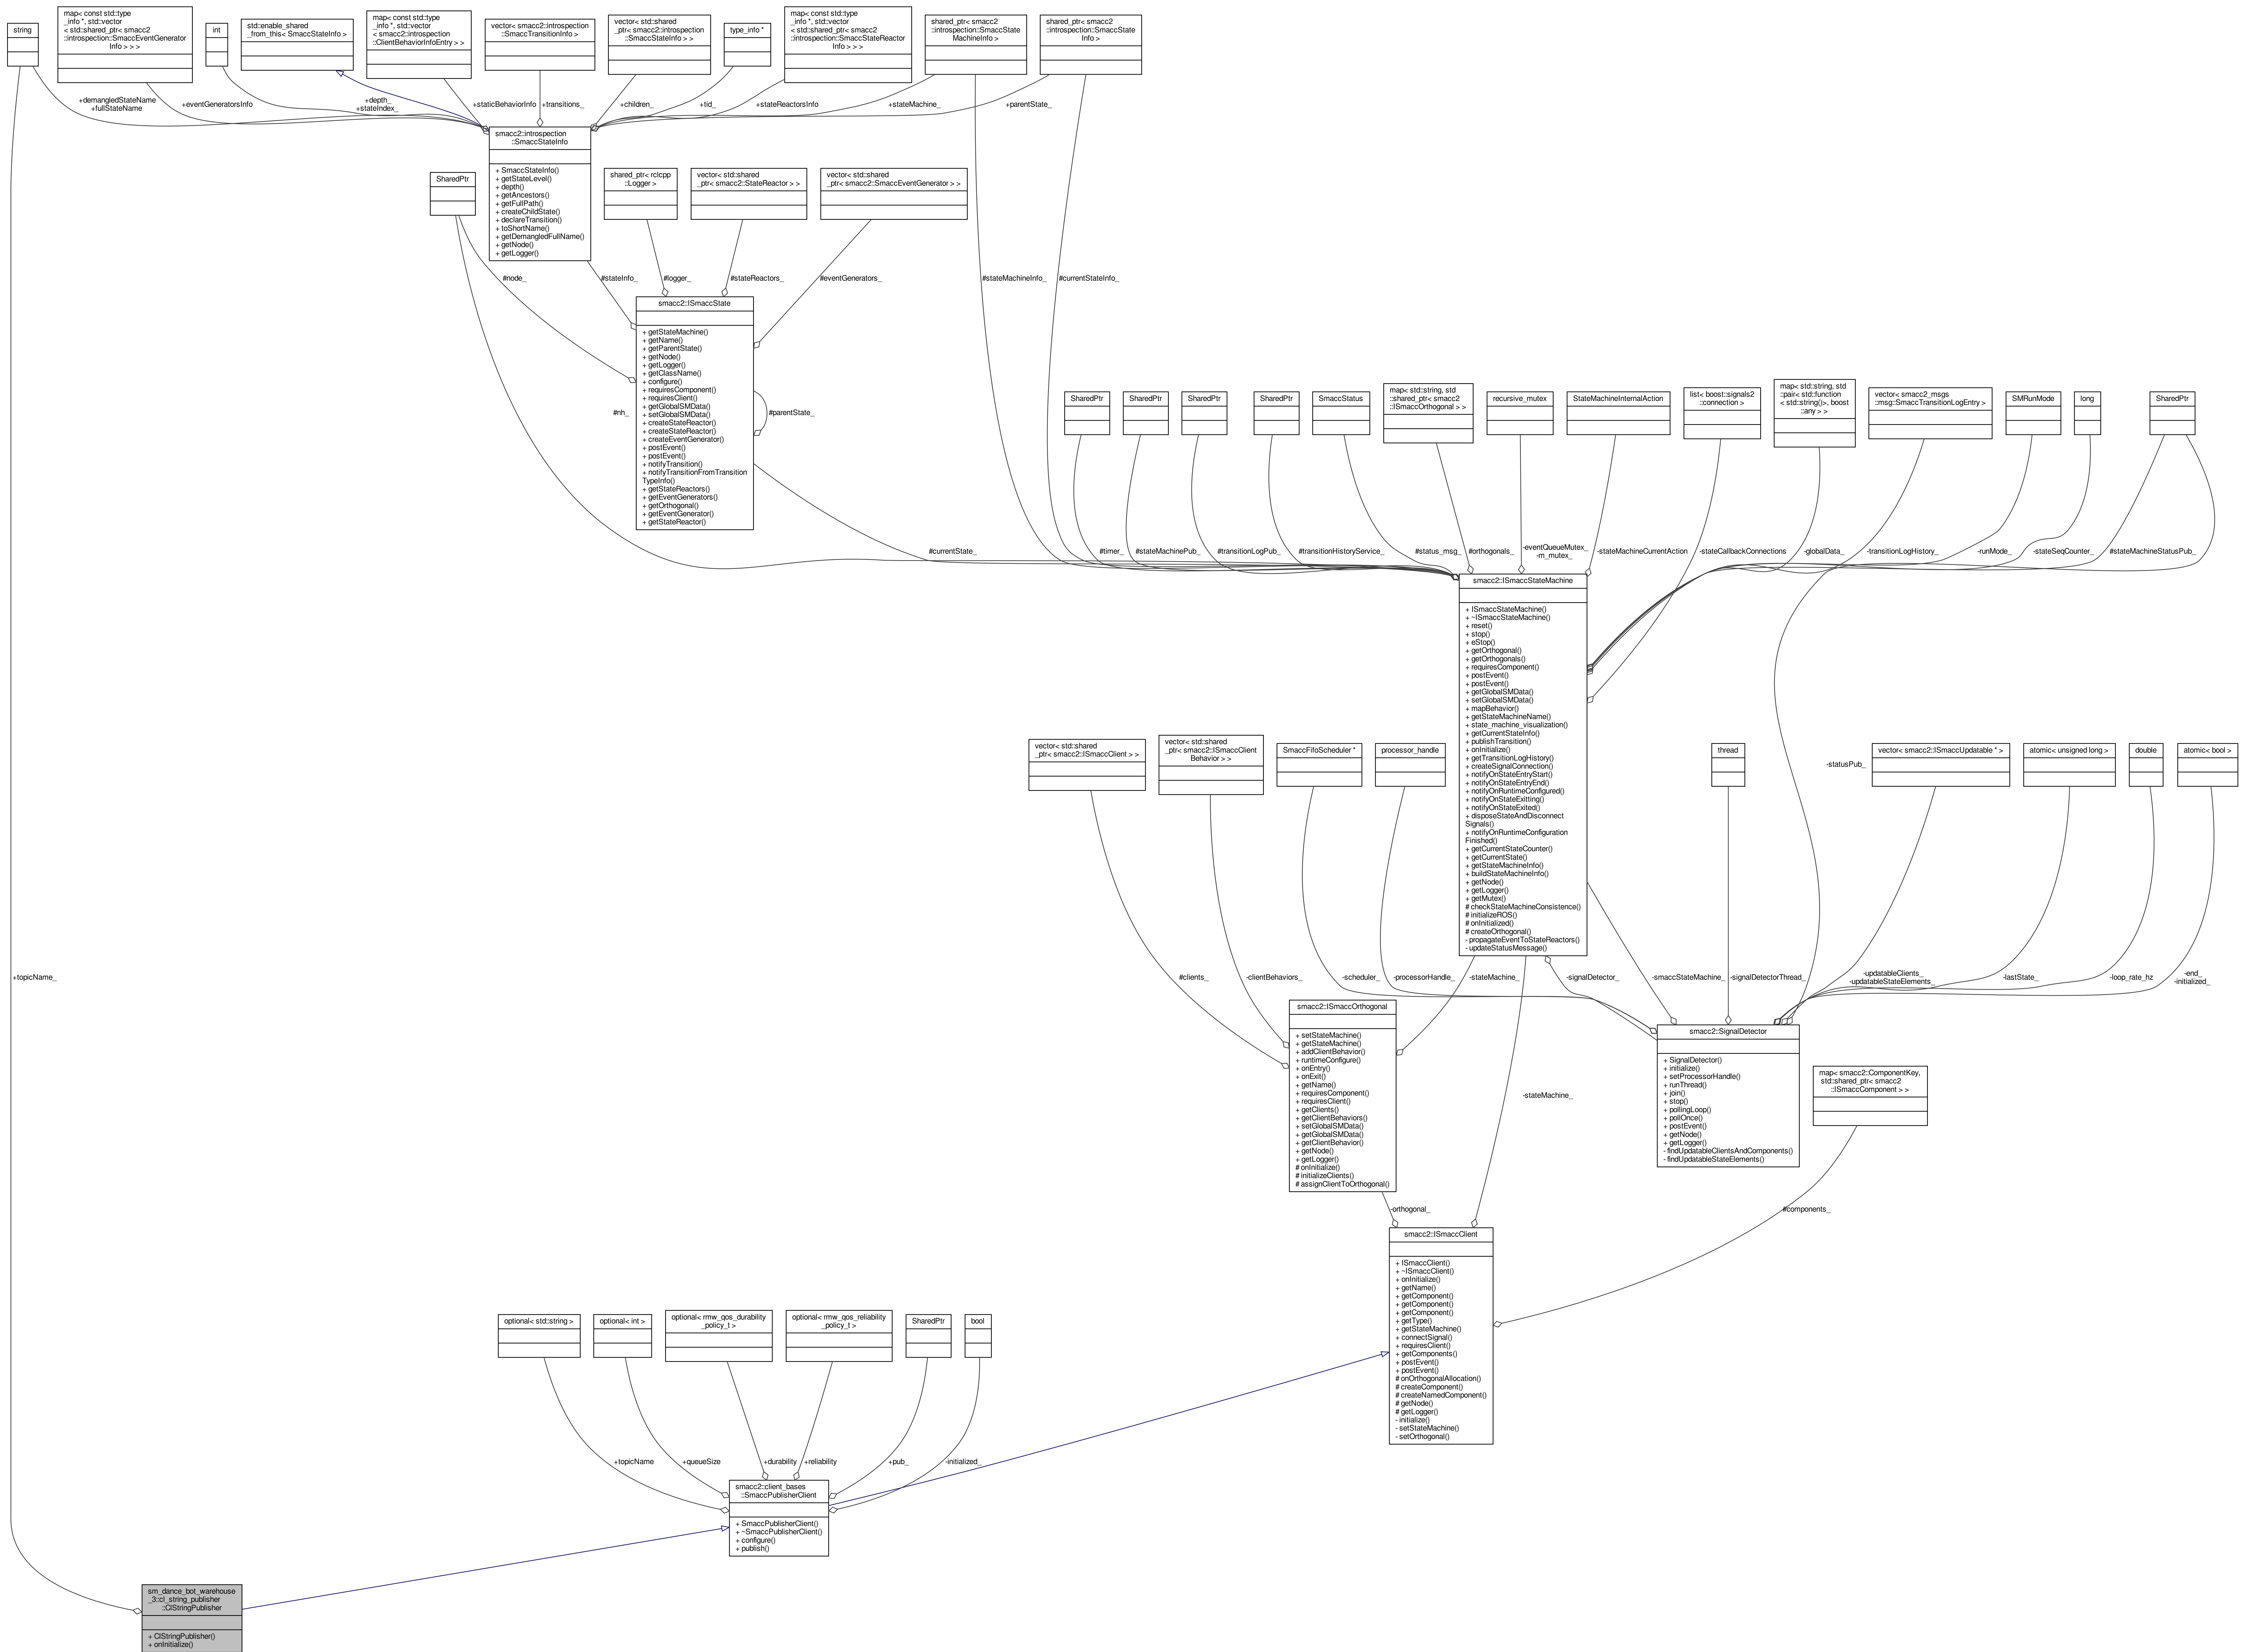 string
map< const std::type
_info *, std::vector
< std::shared_ptr< smacc2
::introspection::SmaccEventGenerator
Info > > >
int
std::enable_shared
_from_this< SmaccStateInfo >
map< const std::type
_info *, std::vector
< smacc2::introspection
::ClientBehaviorInfoEntry > >
vector< smacc2::introspection
::SmaccTransitionInfo >
vector< std::shared
_ptr< smacc2::introspection
::SmaccStateInfo > >
type_info *
map< const std::type
_info *, std::vector
< std::shared_ptr< smacc2
::introspection::SmaccStateReactor
Info > > >
shared_ptr< smacc2
::introspection::SmaccState
MachineInfo >
shared_ptr< smacc2
::introspection::SmaccState
Info >
+demangledStateName
+fullStateName
+eventGeneratorsInfo
+depth_
+stateIndex_
+staticBehaviorInfo
+transitions_
+children_
+tid_
+stateReactorsInfo
+stateMachine_
+parentState_
smacc2::introspection
::SmaccStateInfo
+ SmaccStateInfo()
+ getStateLevel()
+ depth()
+ getAncestors()
+ getFullPath()
+ createChildState()
+ declareTransition()
+ toShortName()
+ getDemangledFullName()
+ getNode()
+ getLogger()
SharedPtr
shared_ptr< rclcpp
::Logger >
vector< std::shared
_ptr< smacc2::StateReactor > >
vector< std::shared
_ptr< smacc2::SmaccEventGenerator > >
#node_
#stateInfo_
#logger_
#stateReactors_
#eventGenerators_
#stateMachineInfo_
#currentStateInfo_
smacc2::ISmaccState
+ getStateMachine()
+ getName()
+ getParentState()
+ getNode()
+ getLogger()
+ getClassName()
+ configure()
+ requiresComponent()
+ requiresClient()
+ getGlobalSMData()
+ setGlobalSMData()
+ createStateReactor()
+ createStateReactor()
+ createEventGenerator()
+ postEvent()
+ postEvent()
+ notifyTransition()
+ notifyTransitionFromTransition
TypeInfo()
+ getStateReactors()
+ getEventGenerators()
+ getOrthogonal()
+ getEventGenerator()
+ getStateReactor()
#nh_
#parentState_
SharedPtr
SharedPtr
SharedPtr
SharedPtr
SmaccStatus
map< std::string, std
::shared_ptr< smacc2
::ISmaccOrthogonal > >
recursive_mutex
StateMachineInternalAction
list< boost::signals2
::connection >
map< std::string, std
::pair< std::function
< std::string()>, boost
::any > >
vector< smacc2_msgs
::msg::SmaccTransitionLogEntry >
SMRunMode
long
SharedPtr
#currentState_
#timer_
#stateMachinePub_
#transitionLogPub_
#transitionHistoryService_
#status_msg_
#orthogonals_
-eventQueueMutex_
-m_mutex_
-stateMachineCurrentAction
-stateCallbackConnections
-globalData_
-transitionLogHistory_
-runMode_
-stateSeqCounter_
#stateMachineStatusPub_
smacc2::ISmaccStateMachine
+ ISmaccStateMachine()
+ ~ISmaccStateMachine()
+ reset()
+ stop()
+ eStop()
+ getOrthogonal()
+ getOrthogonals()
+ requiresComponent()
+ postEvent()
+ postEvent()
+ getGlobalSMData()
+ setGlobalSMData()
+ mapBehavior()
+ getStateMachineName()
+ state_machine_visualization()
+ getCurrentStateInfo()
+ publishTransition()
+ onInitialize()
+ getTransitionLogHistory()
+ createSignalConnection()
+ notifyOnStateEntryStart()
+ notifyOnStateEntryEnd()
+ notifyOnRuntimeConfigured()
+ notifyOnStateExitting()
+ notifyOnStateExited()
+ disposeStateAndDisconnect
Signals()
+ notifyOnRuntimeConfiguration
Finished()
+ getCurrentStateCounter()
+ getCurrentState()
+ getStateMachineInfo()
+ buildStateMachineInfo()
+ getNode()
+ getLogger()
+ getMutex()
# checkStateMachineConsistence()
# initializeROS()
# onInitialized()
# createOrthogonal()
- propagateEventToStateReactors()
- updateStatusMessage()
vector< std::shared
_ptr< smacc2::ISmaccClient > >
vector< std::shared
_ptr< smacc2::ISmaccClient
Behavior > >
SmaccFifoScheduler *
processor_handle
thread
-statusPub_
vector< smacc2::ISmaccUpdatable * >
atomic< unsigned long >
double
atomic< bool >
+topicName_
#clients_
-clientBehaviors_
-scheduler_
-processorHandle_
-stateMachine_
-signalDetector_
-smaccStateMachine_
-signalDetectorThread_
-updatableClients_
-updatableStateElements_
-lastState_
-loop_rate_hz
-end_
-initialized_
smacc2::ISmaccOrthogonal
+ setStateMachine()
+ getStateMachine()
+ addClientBehavior()
+ runtimeConfigure()
+ onEntry()
+ onExit()
+ getName()
+ requiresComponent()
+ requiresClient()
+ getClients()
+ getClientBehaviors()
+ setGlobalSMData()
+ getGlobalSMData()
+ getClientBehavior()
+ getNode()
+ getLogger()
# onInitialize()
# initializeClients()
# assignClientToOrthogonal()
smacc2::SignalDetector
+ SignalDetector()
+ initialize()
+ setProcessorHandle()
+ runThread()
+ join()
+ stop()
+ pollingLoop()
+ pollOnce()
+ postEvent()
+ getNode()
+ getLogger()
- findUpdatableClientsAndComponents()
- findUpdatableStateElements()
map< smacc2::ComponentKey,
std::shared_ptr< smacc2
::ISmaccComponent > >
-stateMachine_
-orthogonal_
#components_
smacc2::ISmaccClient
+ ISmaccClient()
+ ~ISmaccClient()
+ onInitialize()
+ getName()
+ getComponent()
+ getComponent()
+ getComponent()
+ getType()
+ getStateMachine()
+ connectSignal()
+ requiresClient()
+ getComponents()
+ postEvent()
+ postEvent()
# onOrthogonalAllocation()
# createComponent()
# createNamedComponent()
# getNode()
# getLogger()
- initialize()
- setStateMachine()
- setOrthogonal()
optional< std::string >
optional< int >
optional< rmw_qos_durability
_policy_t >
optional< rmw_qos_reliability
_policy_t >
SharedPtr
bool
+topicName
+queueSize
+durability
+reliability
+pub_
-initialized_
smacc2::client_bases
::SmaccPublisherClient
+ SmaccPublisherClient()
+ ~SmaccPublisherClient()
+ configure()
+ publish()
sm_dance_bot_warehouse
_3::cl_string_publisher
::ClStringPublisher
+ ClStringPublisher()
+ onInitialize()